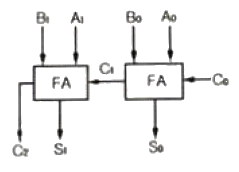 B₁ A₁ B₀ A₀
FA C₁ FA C₀
C₂ S₁ S₀